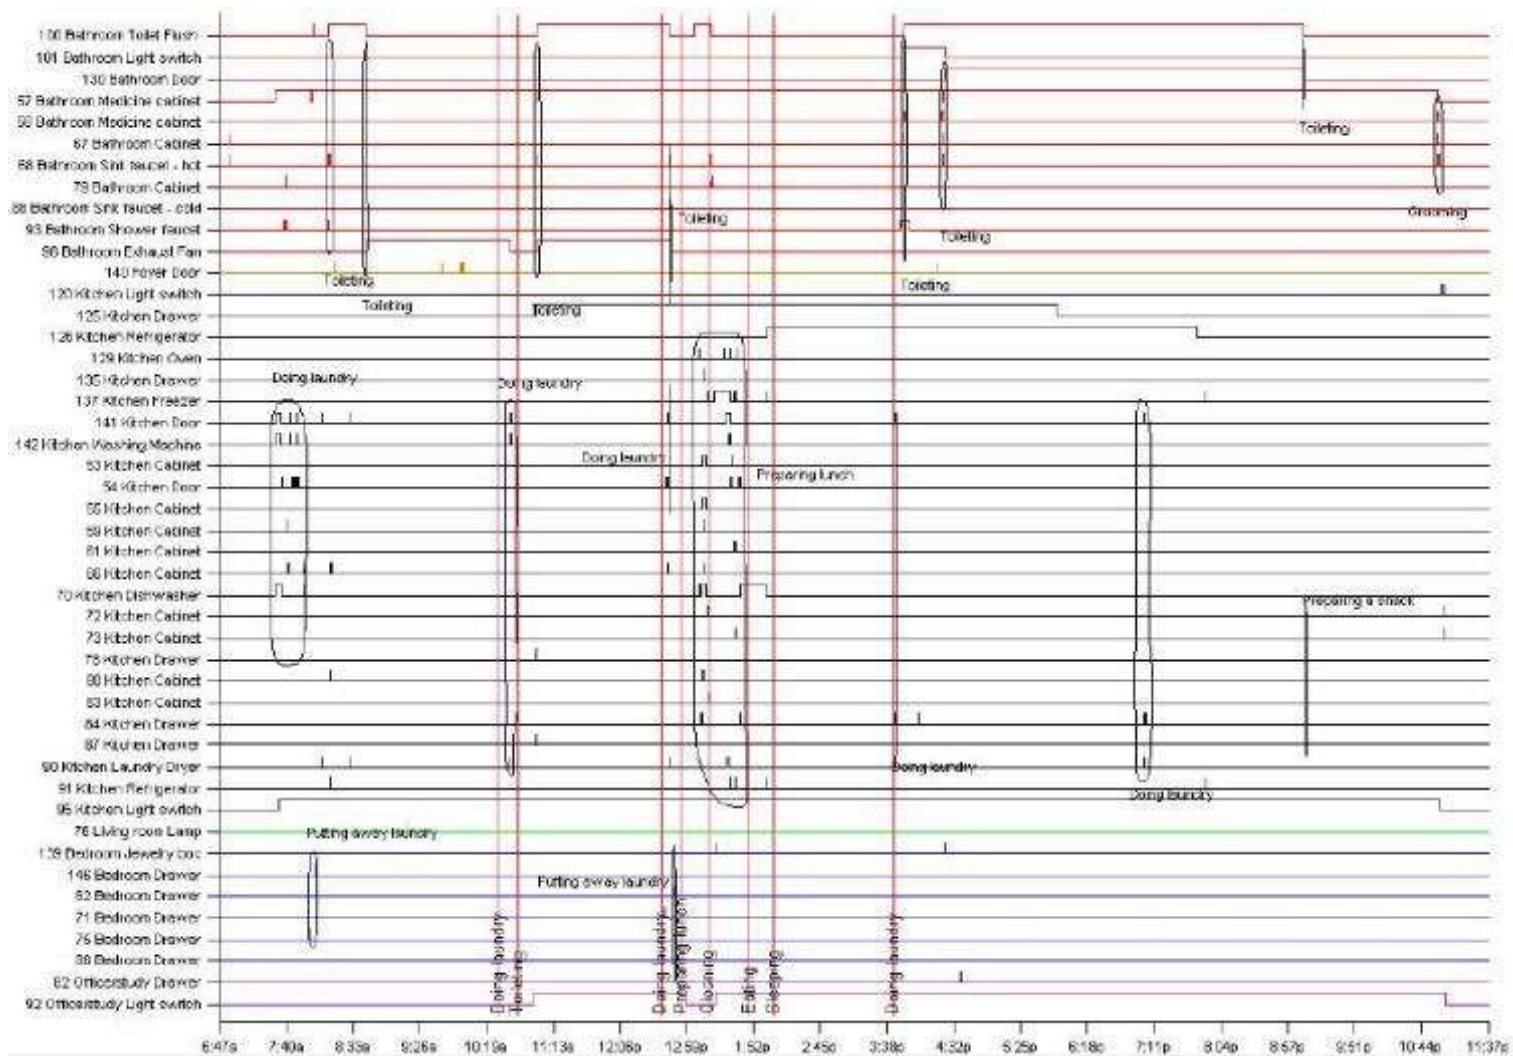 100 Bathroom Toilet Flush
101 Bathroom Light switch
130 Bathroom Door
57 Bathroom Medicine cabinet
Bathroom Medicine cabinet
67 Bathroom Cabinet
68 Bathroom Sink faucet - hot
79 Bathroom Cabinet
88 Bathroom Sink faucet - cold
93 Bathroom Shower faucet
Bathroom Exhaust Fan
140 Foyer Door
120 Kitchen Light switch
125 Kitchen Drawer
126 Kitchen Refrigerator
129 Kitchen Oven
135 Kitchen Drawer
137 Kitchen Freezer
141 Kitchen Door
142 Kitchen Washing Machine
53 Kitchen Cabinet
54 Kitchen Door
55 Kitchen Cabinet
59 Kitchen Cabinet
61 Kitchen Cabinet
66 Kitchen Cabinet
70 Kitchen Dishwasher
72 Kitchen Cabinet
73 Kitchen Cabinet
78 Kitchen Drawer
80 Kitchen Cabinet
83 Kitchen Cabinet
84 Kitchen Drawer
87 Kitchen Drawer
90 Kitchen Laundry Dryer
91 Kitchen Refrigerator
95 Kitchen Light switch
76 Living room Lamp
139 Bedroom Jewelry box
146 Bedroom Drawer
62 Bedroom Drawer
71 Bedroom Drawer
75 Bedroom Drawer
Bedroom Drawer
82 Office/study Drawer
92 Office/study Light switch
Toileting
Toileting
Grooming
Toileting
Toileting
Toileting
Toileting
Toileting
Doing laundry
Doing laundry
Doing laundry
Preparing lunch
Preparing a snack
Doing laundry
Doing laundry
Putting away laundry
Putting away laundry
Doing laundry
Toileting
Doing laundry
Preparing lunch
Cleaning
Eating
Sleeping
Doing laundry
6:47a 7:40a 8:33a 9:26a 10:19a 11:13a 12:06p 12:59p 1:52p 2:45p 3:38p 4:32p 5:25p 6:18p 7:11p 8:04p 8:57p 9:51p 10:44p 11:37p